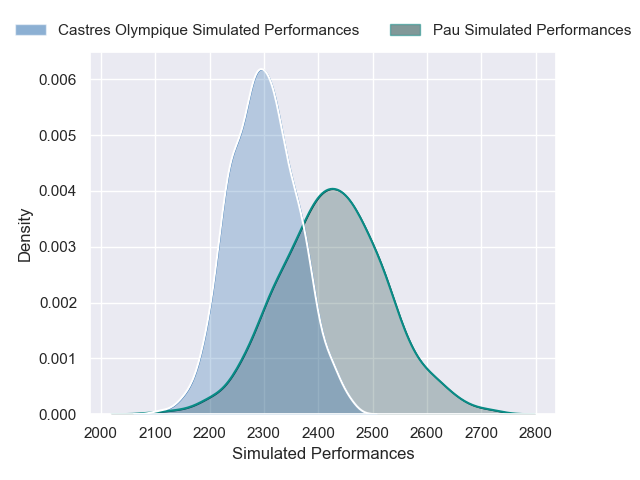 Castres Olympique Simulated Performances
Pau Simulated Performances
0.006
0.005
0.004
0.003
0.002
0.001
0.000
Density
2000 2100 2200 2300 2400 2500 2600 2700 2800
Simulated Performances